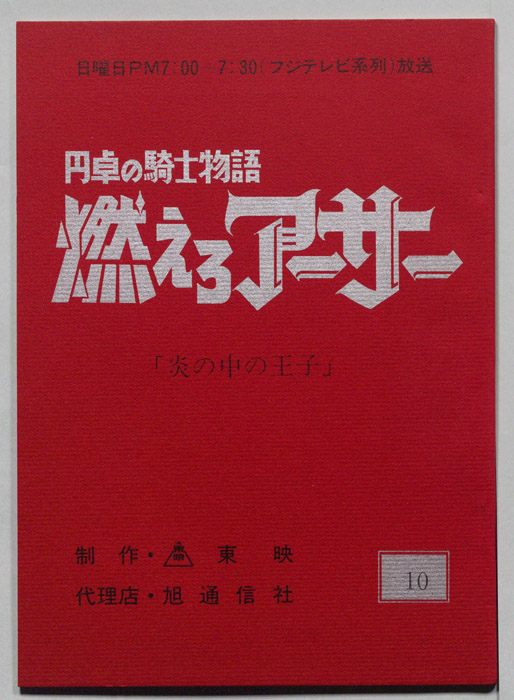 日曜日PM7:00―7:30(フジテレビ系列)放送
円卓の騎士物語
燃えろアーサー
「炎の中の王子」
制作・東映 東映
代理店・旭通信社
10